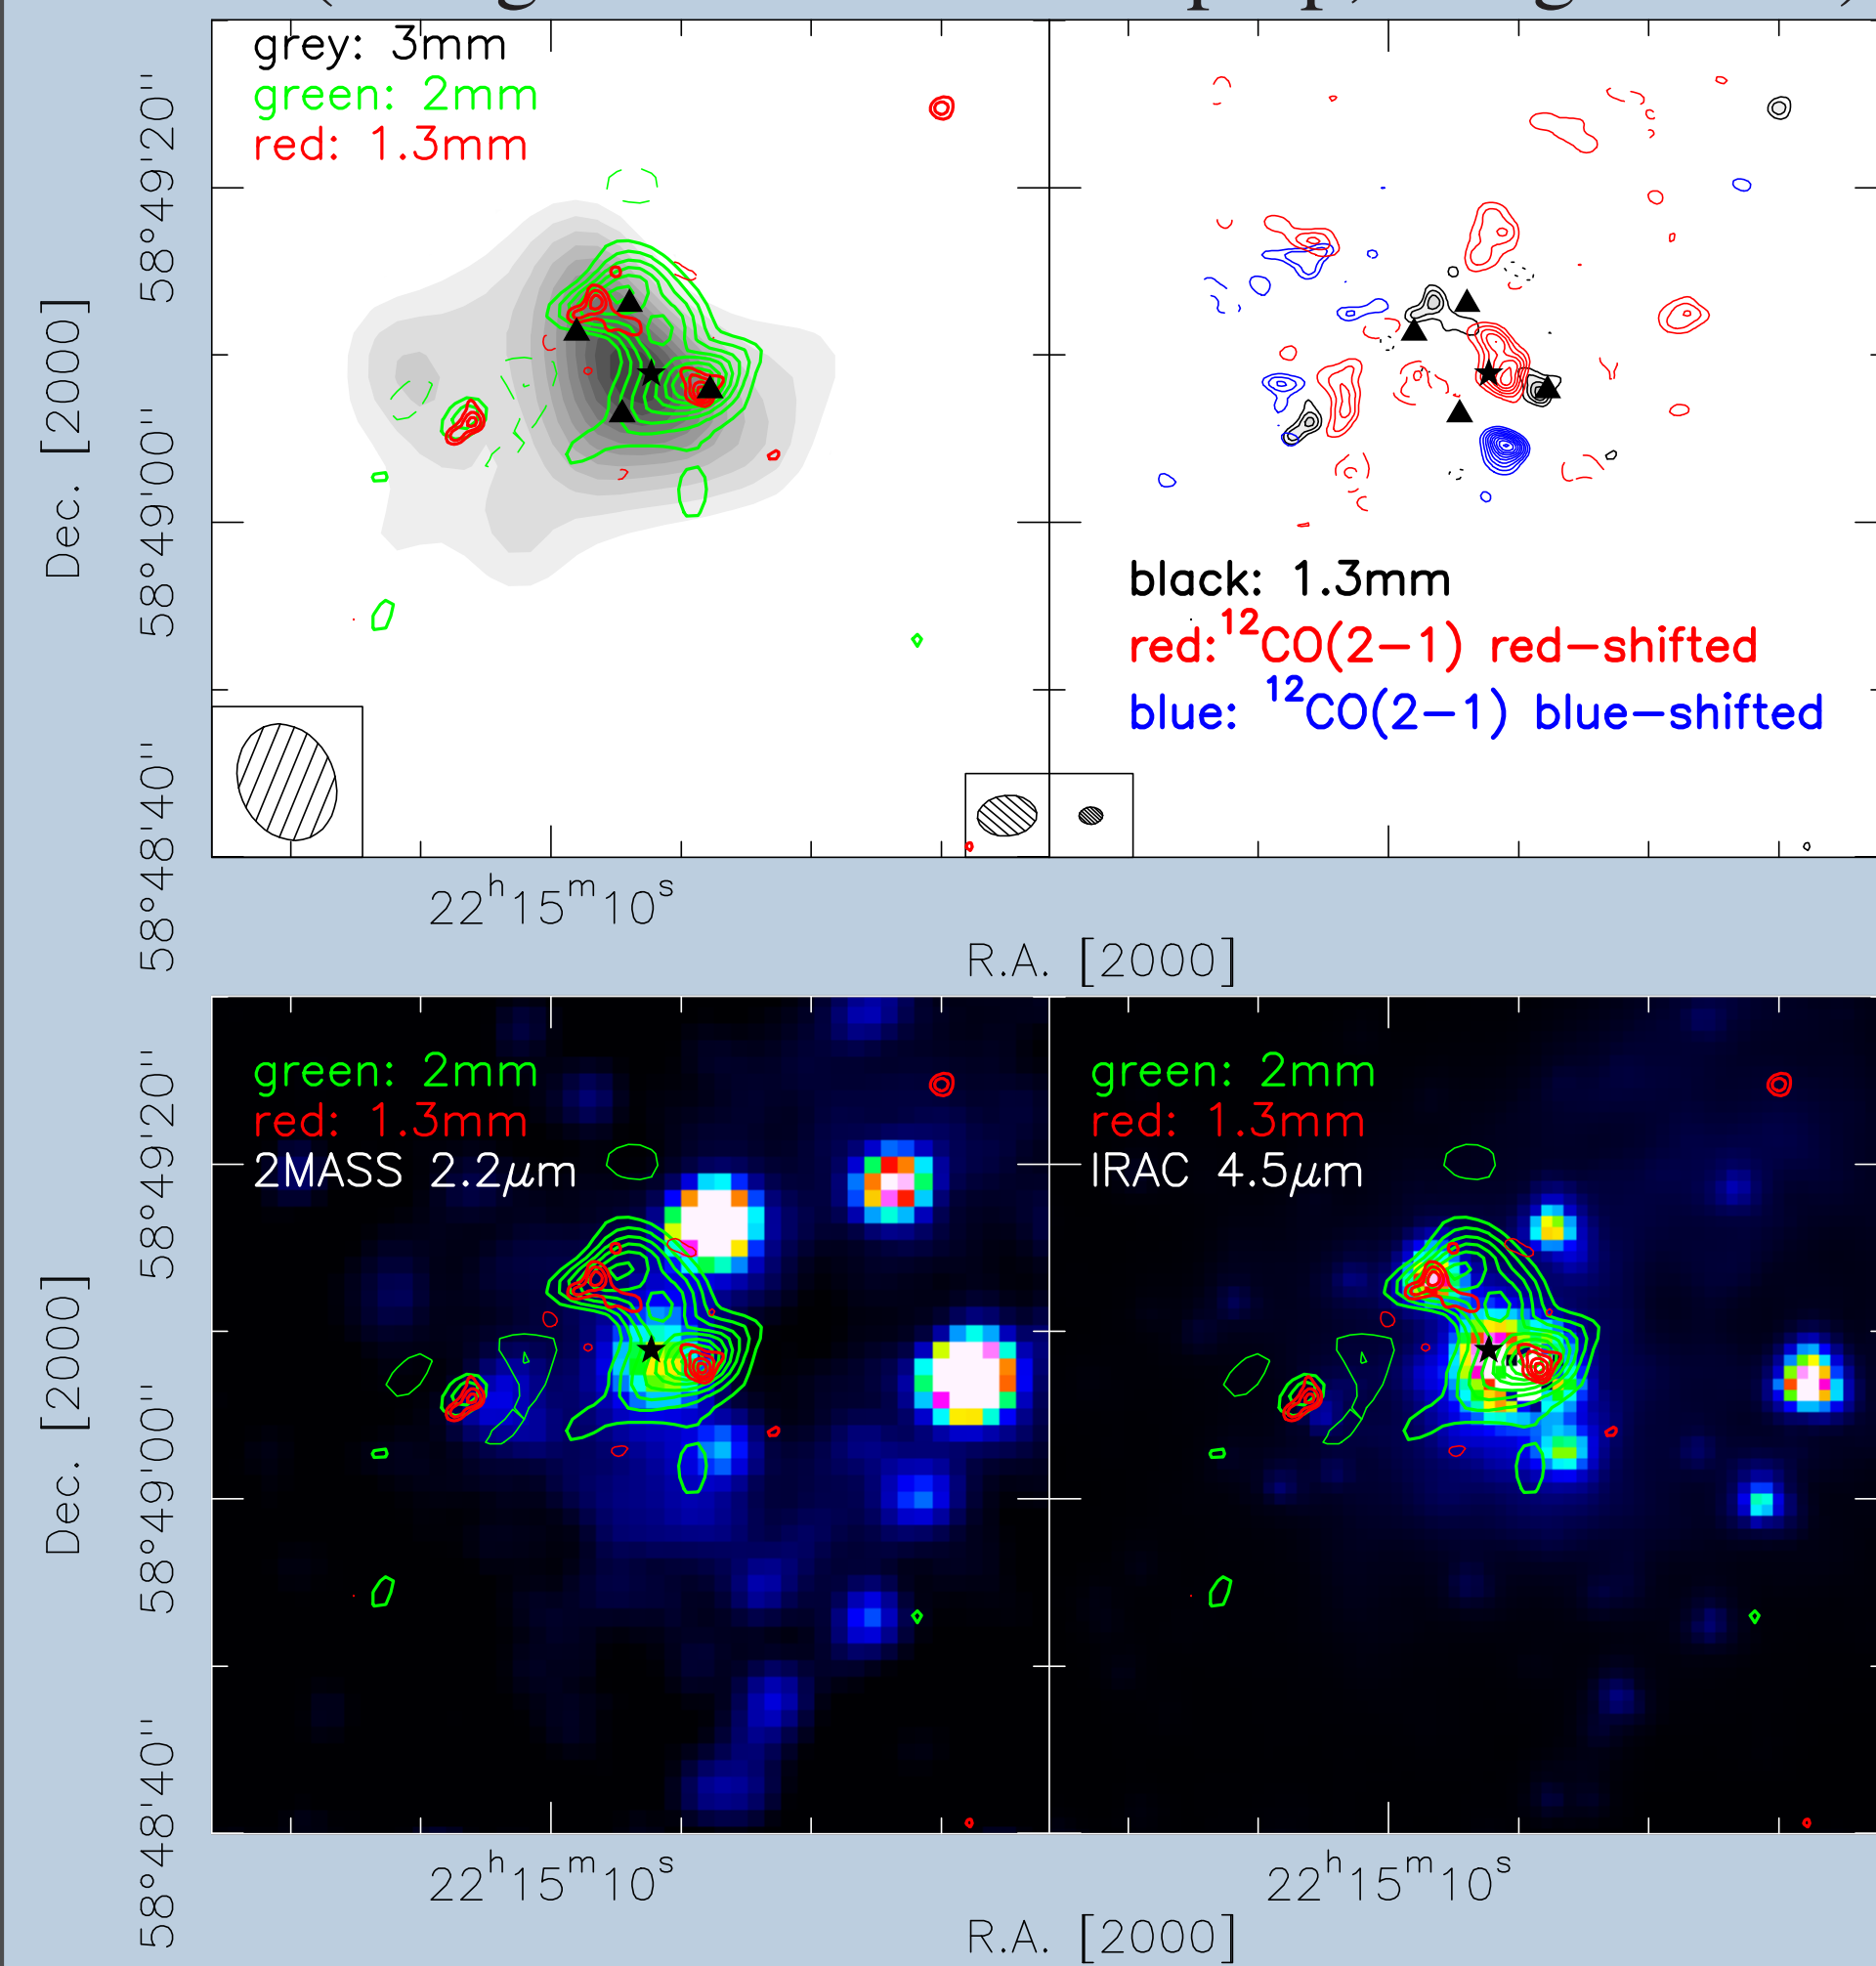 grey: 3mm
green: 2mm
red: 1.3mm
black: 1.3mm
red:¹²CO(2−1) red−shifted
blue: ¹²CO(2−1) blue−shifted
Dec. [2000]
58°49'20''
58°49'00''
58°48'40''
22ʰ15ᵐ10ˢ
R.A. [2000]
green: 2mm
red: 1.3mm
2MASS 2.2μm
green: 2mm
red: 1.3mm
IRAC 4.5μm
Dec. [2000]
58°49'20''
58°49'00''
58°48'40''
22ʰ15ᵐ10ˢ
22ʰ15ᵐ10ˢ
R.A. [2000]